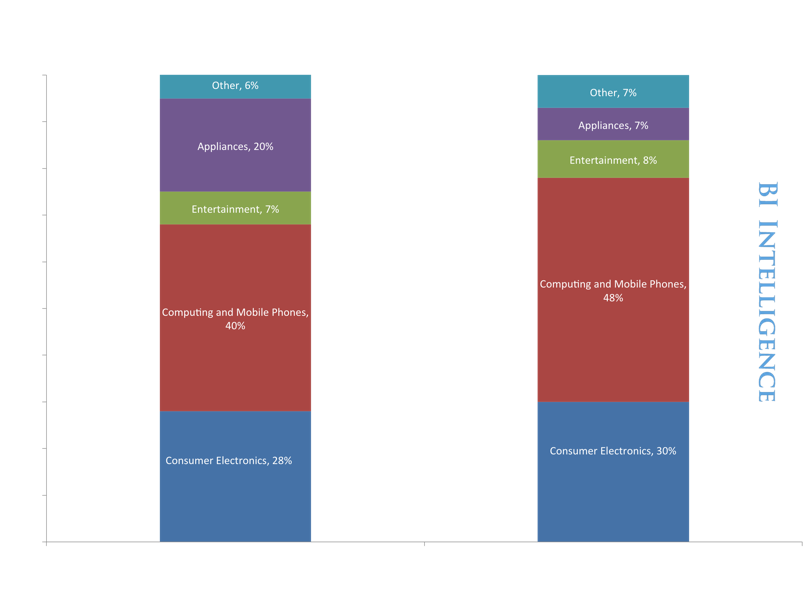 Other, 6%
Appliances, 20%
Entertainment, 7%
Computing and Mobile Phones,
40%
Consumer Electronics, 28%
Other, 7%
Appliances, 7%
Entertainment, 8%
Computing and Mobile Phones,
48%
Consumer Electronics, 30%
BI INTELLIGENCE